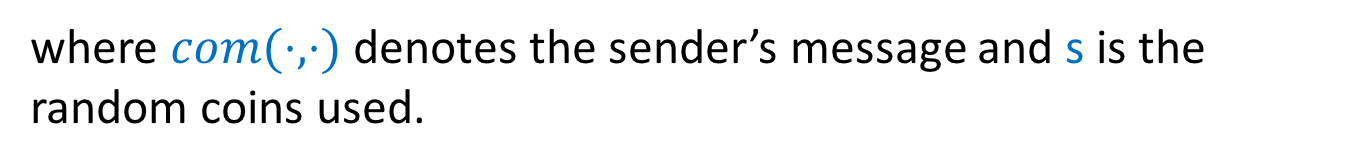 where com(·,·) denotes the sender’s message and s is the
random coins used.